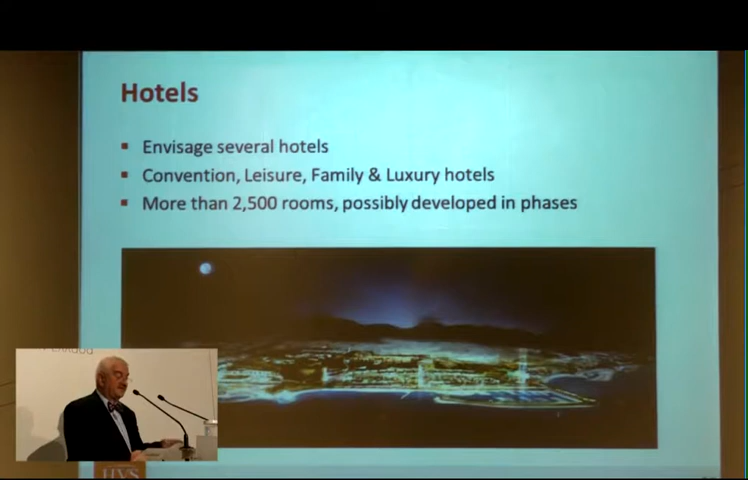 Hotels
Envisage several hotels
Convention, Leisure, Family & Luxury hotels
More than 2,500 rooms, possibly developed in phases
HVS